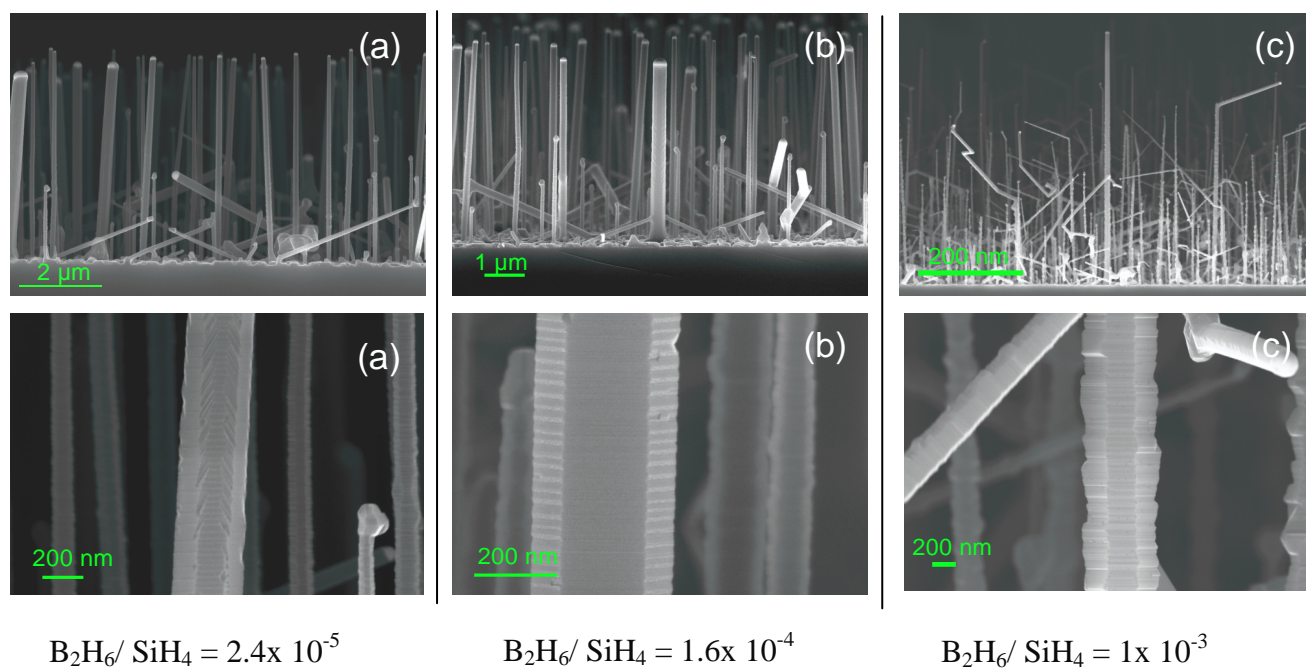 (a)
(b)
(c)
2 µm
1 µm
200 nm
(a)
(b)
(c)
200 nm
200 nm
200 nm
B₂H₆/ SiH₄ = 2.4x 10⁻⁵
B₂H₆/ SiH₄ = 1.6x 10⁻⁴
B₂H₆/ SiH₄ = 1x 10⁻³